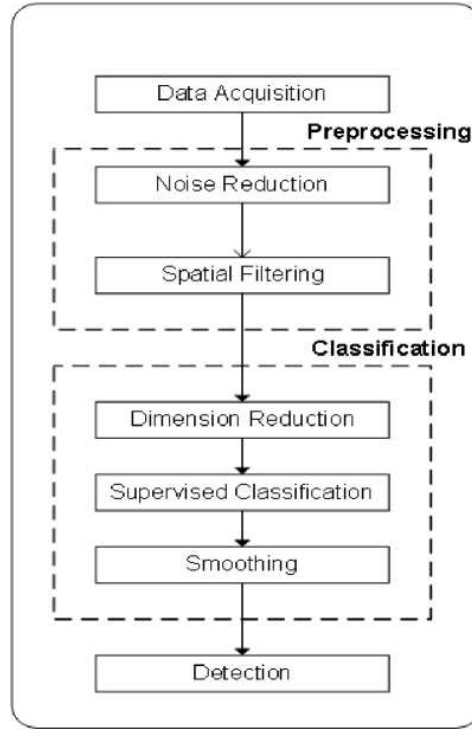 Data Acquisition
Preprocessing
Noise Reduction
Spatial Filtering
Classification
Dimension Reduction
Supervised Classification
Smoothing
Detection